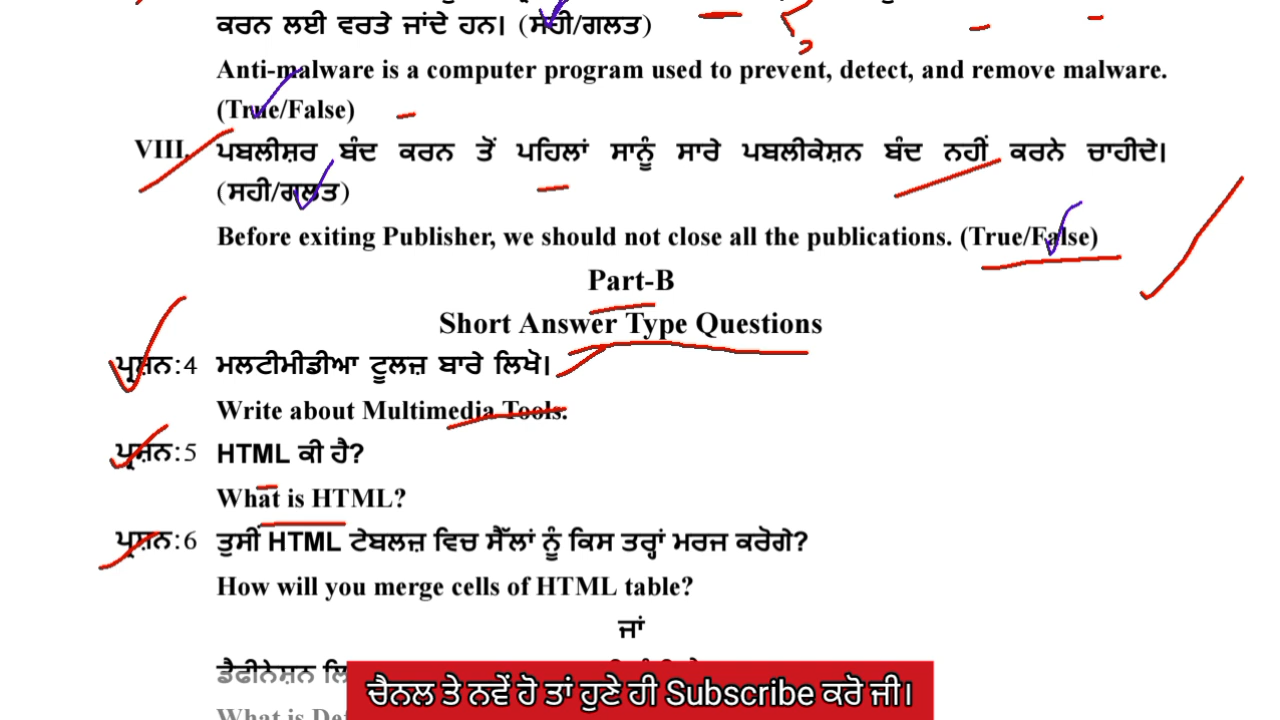 ਕਰਨ ਲਈ ਵਰਤੇ ਜਾਂਦੇ ਹਨ। (ਸਹੀ/ਗਲਤ)
Anti-malware is a computer program used to prevent, detect, and remove malware.
(True/False)
VIII. ਪਬਲੀਸ਼ਰ ਬੰਦ ਕਰਨ ਤੋਂ ਪਹਿਲਾਂ ਸਾਨੂੰ ਸਾਰੇ ਪਬਲੀਕੇਸ਼ਨ ਬੰਦ ਨਹੀਂ ਕਰਨੇ ਚਾਹੀਦੇ।
(ਸਹੀ/ਗਲਤ)
Before exiting Publisher, we should not close all the publications. (True/False)
Part-B
Short Answer Type Questions
ਪ੍ਰਸ਼ਨ:4 ਮਲਟੀਮੀਡੀਆ ਟੂਲਜ਼ ਬਾਰੇ ਲਿਖੋ।
Write about Multimedia Tools.
ਪ੍ਰਸ਼ਨ:5 HTML ਕੀ ਹੈ?
What is HTML?
ਪ੍ਰਸ਼ਨ:6 ਤੁਸੀਂ HTML ਟੇਬਲਜ਼ ਵਿਚ ਸੈੱਲਾਂ ਨੂੰ ਕਿਸ ਤਰ੍ਹਾਂ ਮਰਜ ਕਰੋਗੇ?
How will you merge cells of HTML table?
ਜਾਂ
ਡੈਫੀਨੇਸ਼ਨ
What is
ਚੈਨਲ ਤੇ ਨਵੇਂ ਹੋ ਤਾਂ ਹੁਣੇ ਹੀ Subscribe ਕਰੋ ਜੀ।